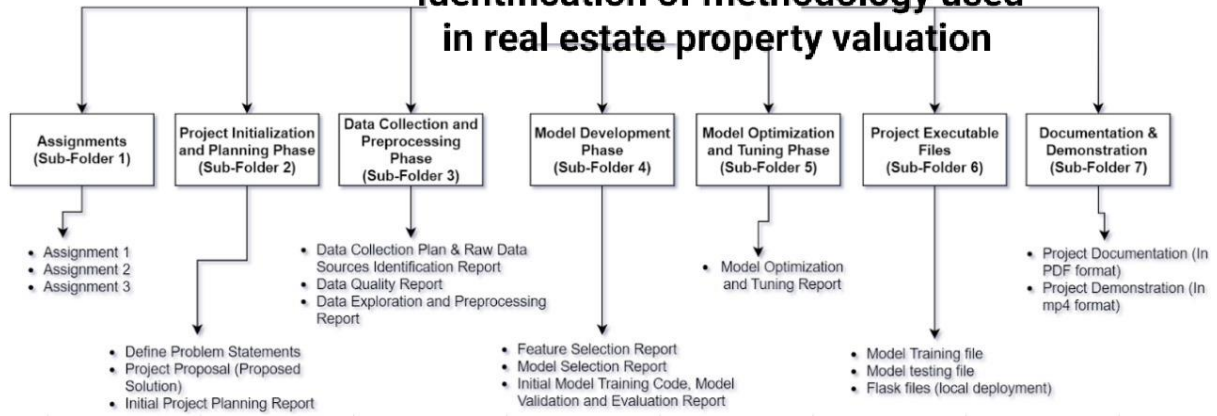 Identification of methodology used
in real estate property valuation
Assignments
(Sub-Folder 1)
Project Initialization
and Planning Phase
(Sub-Folder 2)
Data Collection and
Preprocessing
Phase
(Sub-Folder 3)
Model Development
Phase
(Sub-Folder 4)
Model Optimization
and Tuning Phase
(Sub-Folder 5)
Project Executable
Files
(Sub-Folder 6)
Documentation &
Demonstration
(Sub-Folder 7)
• Assignment 1
• Assignment 2
• Assignment 3
• Define Problem Statements
• Project Proposal (Proposed
Solution)
• Initial Project Planning Report
• Data Collection Plan & Raw Data
Sources Identification Report
• Data Quality Report
• Data Exploration and Preprocessing
Report
• Feature Selection Report
• Model Selection Report
• Initial Model Training Code, Model
Validation and Evaluation Report
• Model Optimization
and Tuning Report
• Model Training file
• Model testing file
• Flask files (local deployment)
• Project Documentation (In
PDF format)
• Project Demonstration (In
mp4 format)